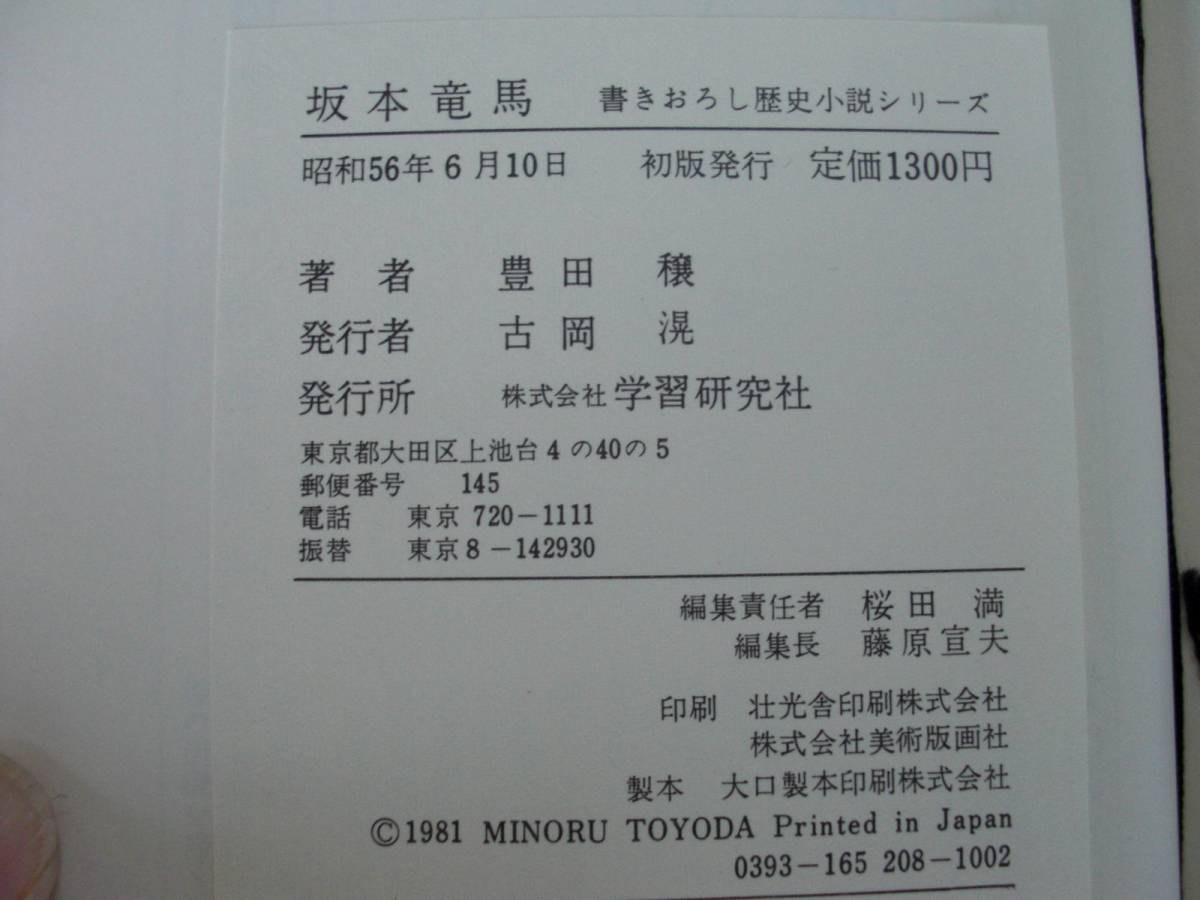 坂本竜馬 書きおろし歴史小説シリーズ
昭和56年6月10日 初版発行 定価1300円
著者 豊田 穣
発行者 古岡 滉
発行所 株式会社 学習研究社
東京都大田区上池台4の40の5
郵便番号 145
電話 東京 720-1111
振替 東京8-142930
編集責任者 桜田 満
編集長 藤原宣夫
印刷 壮光舎印刷株式会社
株式会社美術版画社
製本 大口製本印刷株式会社
©1981 MINORU TOYODA Printed in Japan
0393-165 208-1002